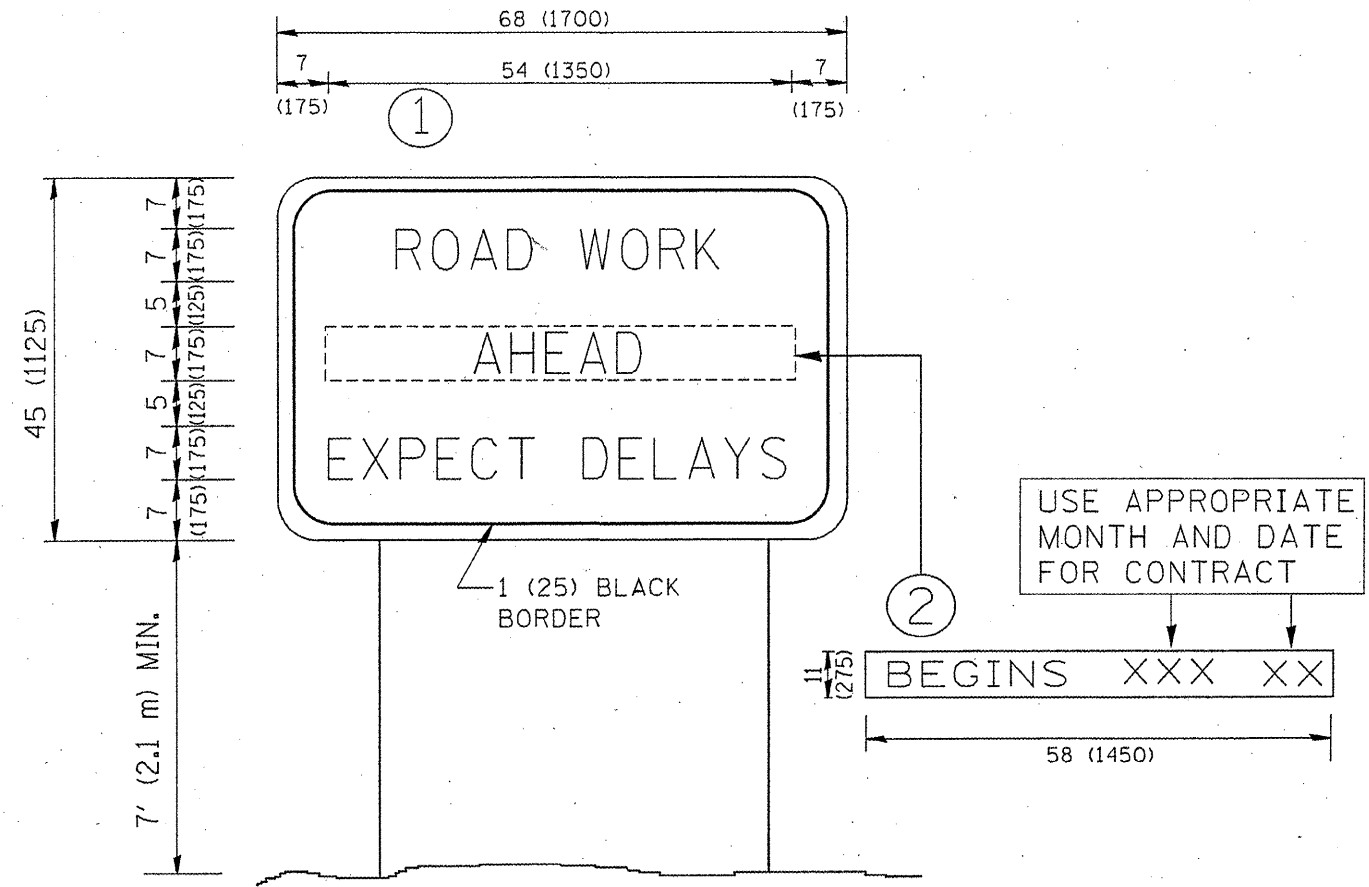 68 (1700)
7 54 (1350) 7
(175) (175)
1
7 (175)
7 (175)
5 (125)
7 (175)
5 (125)
7 (175)
7 (175)
45 (1125)
ROAD WORK
AHEAD
EXPECT DELAYS
1 (25) BLACK
BORDER
7' (2.1 m) MIN.
USE APPROPRIATE
MONTH AND DATE
FOR CONTRACT
2
11 (275)
BEGINS XXX XX
58 (1450)